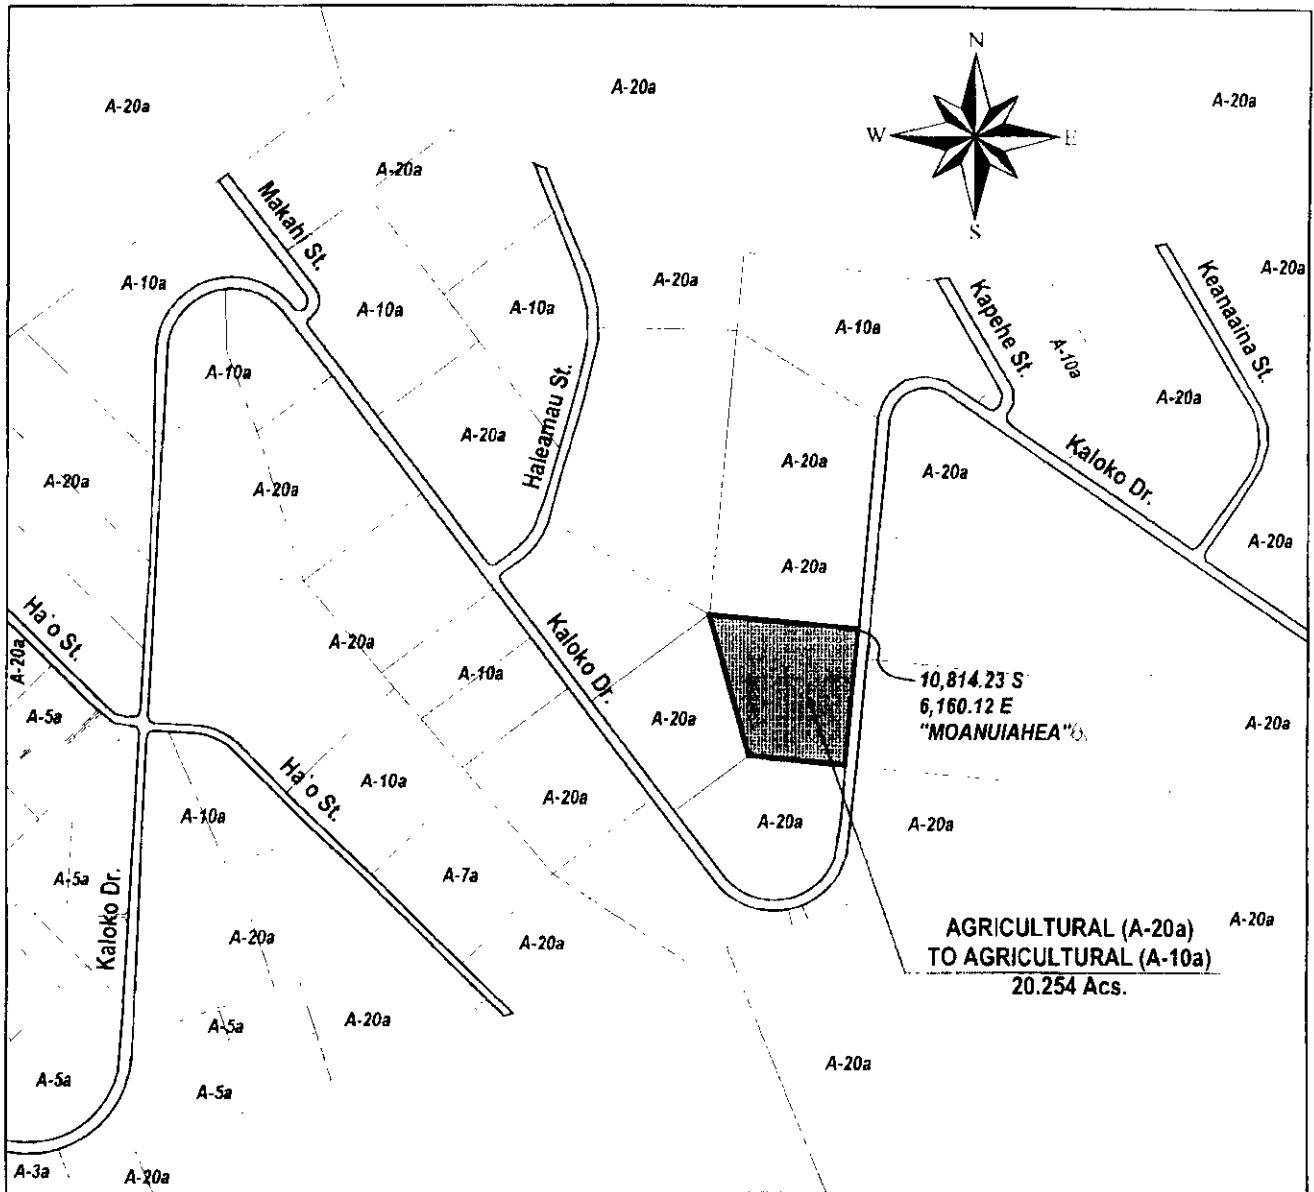 N
A-20a
A-20a
A-20a
W
E
A-20a
Makahi St.
S
A-10a
A-20a
A-20a
Keanaaina St.
A-10a
A-10a
Kapehe St.
A-10a
A-10a
A-10a
Haleamau St.
A-20a
A-20a
Kaloko Dr.
A-20a
A-20a
A-20a
A-20a
A-20a
A-20a
Ha'o St.
A-20a
Kaloko Dr.
A-20a
A-10a
10,814.23 S
6,160.12 E
"MOANUIAHEA"
A-5a
A-20a
A-20a
Ha'o St.
A-10a
A-20a
A-10a
A-20a
A-20a
A-5a
A-7a
Kaloko Dr.
AGRICULTURAL (A-20a)
TO AGRICULTURAL (A-10a)
20.254 Acs.
A-20a
A-20a
A-20a
A-5a
A-20a
A-20a
A-5a
A-5a
A-3a
A-20a